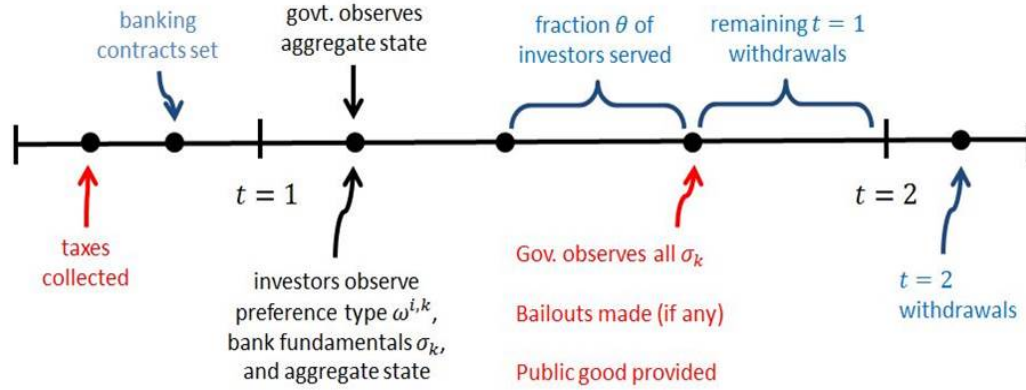 banking
contracts set
govt. observes
aggregate state
fraction θ of
investors served
remaining t = 1
withdrawals
t = 1
t = 2
taxes
collected
investors observe
preference type ω^{i,k},
bank fundamentals σ_k,
and aggregate state
Gov. observes all σ_k
Bailouts made (if any)
Public good provided
t = 2
withdrawals